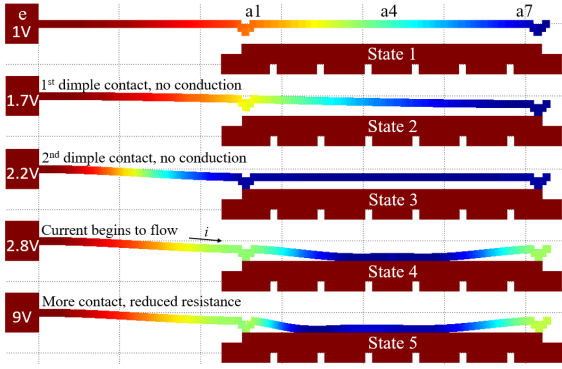 e a1 a4 a7
1V
State 1
1st dimple contact, no conduction
1.7V
State 2
2nd dimple contact, no conduction
2.2V
State 3
Current begins to flow i
2.8V
State 4
More contact, reduced resistance
9V
State 5